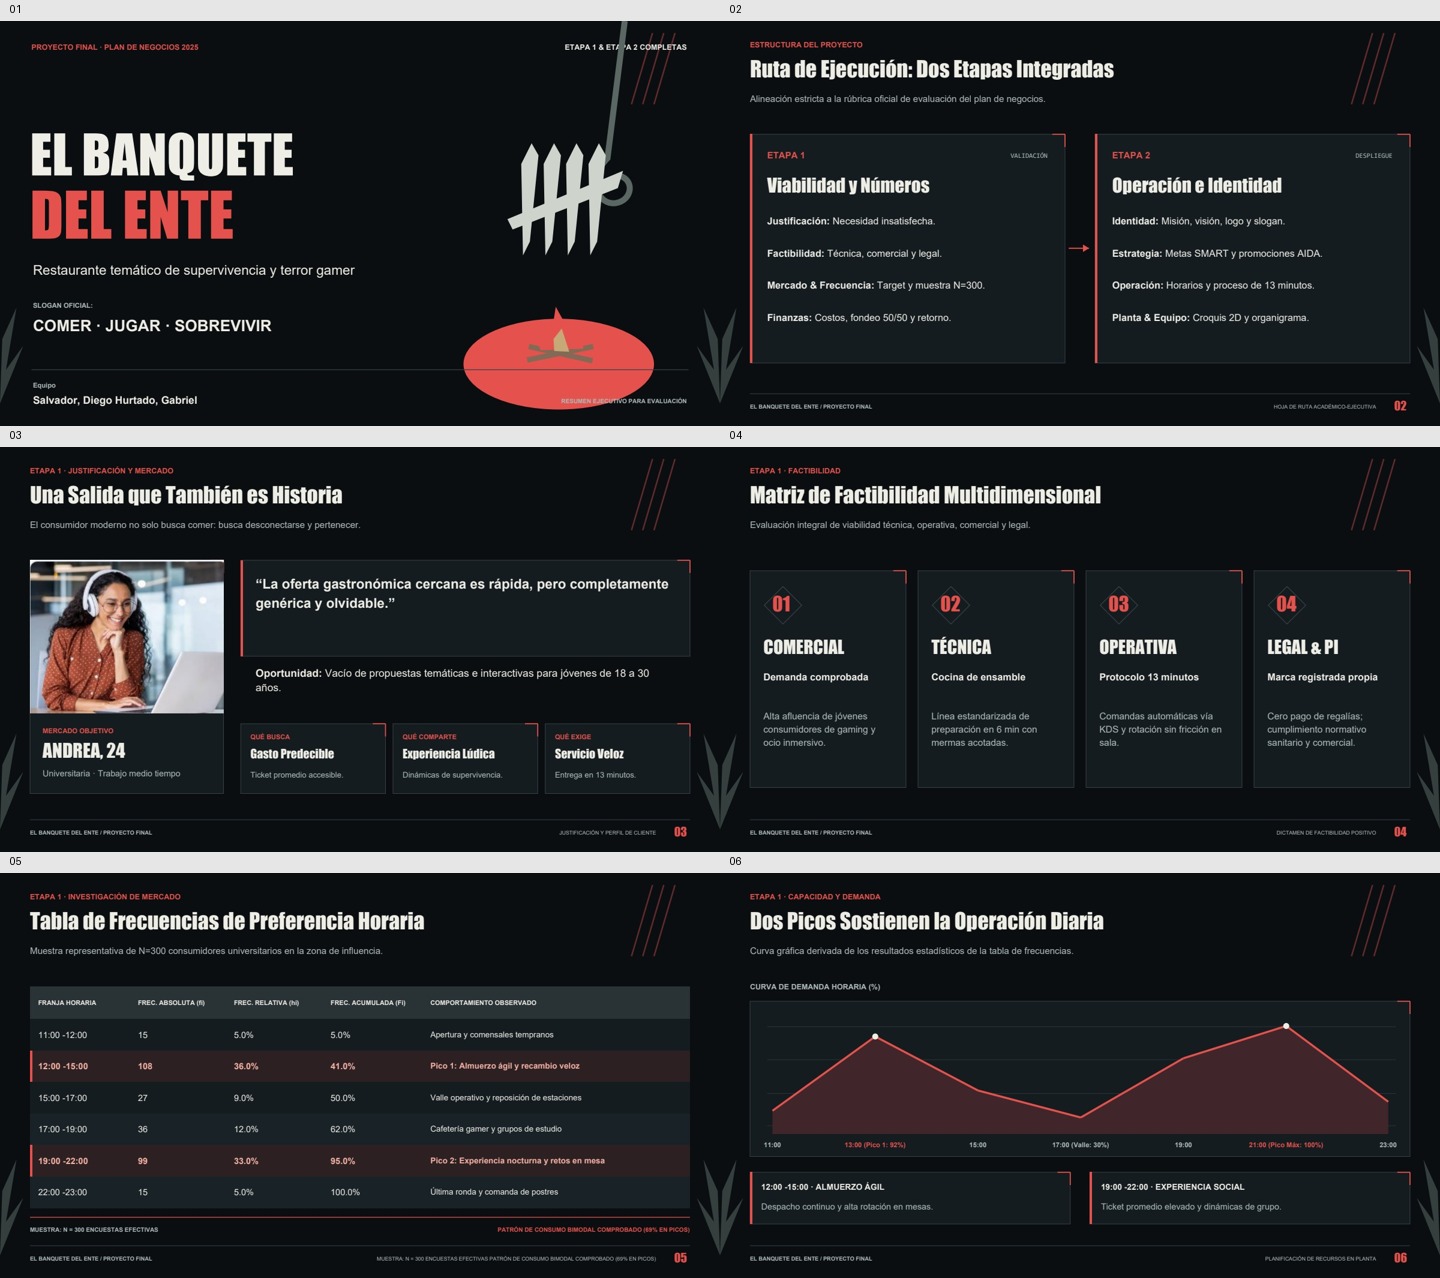 01
PROYECTO FINAL · PLAN DE NEGOCIOS 2025
ETAPA 1 & ETAPA 2 COMPLETAS
EL BANQUETE
DEL ENTE
Restaurante temático de supervivencia y terror gamer
SLOGAN OFICIAL:
COMER · JUGAR · SOBREVIVIR
Equipo
Salvador, Diego Hurtado, Gabriel
RESUMEN EJECUTIVO PARA EVALUACIÓN
02
ESTRUCTURA DEL PROYECTO
Ruta de Ejecución: Dos Etapas Integradas
Alineación estricta a la rúbrica oficial de evaluación del plan de negocios.
ETAPA 1
VALIDACIÓN
Viabilidad y Números
Justificación: Necesidad insatisfecha.
Factibilidad: Técnica, comercial y legal.
Mercado & Frecuencia: Target y muestra N=300.
Finanzas: Costos, fondeo 50/50 y retorno.
ETAPA 2
DESPLIEGUE
Operación e Identidad
Identidad: Misión, visión, logo y slogan.
Estrategia: Metas SMART y promociones AIDA.
Operación: Horarios y proceso de 13 minutos.
Planta & Equipo: Croquis 2D y organigrama.
EL BANQUETE DEL ENTE / PROYECTO FINAL
HOJA DE RUTA ACADÉMICO-EJECUTIVA
02
03
ETAPA 1 · JUSTIFICACIÓN Y MERCADO
Una Salida que También es Historia
El consumidor moderno no solo busca comer: busca desconectarse y pertenecer.
“La oferta gastronómica cercana es rápida, pero completamente
genérica y olvidable.”
Oportunidad: Vacío de propuestas temáticas e interactivas para jóvenes de 18 a 30
años.
MERCADO OBJETIVO
ANDREA, 24
Universitaria · Trabajo medio tiempo
QUÉ BUSCA
Gasto Predecible
Ticket promedio accesible.
QUÉ COMPARTE
Experiencia Lúdica
Dinámicas de supervivencia.
QUÉ EXIGE
Servicio Veloz
Entrega en 13 minutos.
EL BANQUETE DEL ENTE / PROYECTO FINAL
JUSTIFICACIÓN Y PERFIL DE CLIENTE
03
04
ETAPA 1 · FACTIBILIDAD
Matriz de Factibilidad Multidimensional
Evaluación integral de viabilidad técnica, operativa, comercial y legal.
01
COMERCIAL
Demanda comprobada
Alta afluencia de jóvenes
consumidores de gaming y
ocio inmersivo.
02
TÉCNICA
Cocina de ensamble
Línea estandarizada de
preparación en 6 min con
mermas acotadas.
03
OPERATIVA
Protocolo 13 minutos
Comandas automáticas vía
KDS y rotación sin fricción en
sala.
04
LEGAL & PI
Marca registrada propia
Cero pago de regalías;
cumplimiento normativo
sanitario y comercial.
EL BANQUETE DEL ENTE / PROYECTO FINAL
DICTAMEN DE FACTIBILIDAD POSITIVO
04
05
ETAPA 1 · INVESTIGACIÓN DE MERCADO
Tabla de Frecuencias de Preferencia Horaria
Muestra representativa de N=300 consumidores universitarios en la zona de influencia.
FRANJA HORARIA FREC. ABSOLUTA (fi) FREC. RELATIVA (hi) FREC. ACUMULADA (Fi) COMPORTAMIENTO OBSERVADO
11:00 -12:00 15 5.0% 5.0% Apertura y comensales tempranos
12:00 -15:00 108 36.0% 41.0% Pico 1: Almuerzo ágil y recambio veloz
15:00 -17:00 27 9.0% 50.0% Valle operativo y reposición de estaciones
17:00 -19:00 36 12.0% 62.0% Cafetería gamer y grupos de estudio
19:00 -22:00 99 33.0% 95.0% Pico 2: Experiencia nocturna y retos en mesa
22:00 -23:00 15 5.0% 100.0% Última ronda y comanda de postres
MUESTRA: N = 300 ENCUESTAS EFECTIVAS
PATRÓN DE CONSUMO BIMODAL COMPROBADO (69% EN PICOS)
EL BANQUETE DEL ENTE / PROYECTO FINAL
MUESTRA: N = 300 ENCUESTAS EFECTIVAS PATRÓN DE CONSUMO BIMODAL COMPROBADO (69% EN PICOS)
05
06
ETAPA 1 · CAPACIDAD Y DEMANDA
Dos Picos Sostienen la Operación Diaria
Curva gráfica derivada de los resultados estadísticos de la tabla de frecuencias.
CURVA DE DEMANDA HORARIA (%)
11:00 13:00 (Pico 1: 92%) 15:00 17:00 (Valle: 30%) 19:00 21:00 (Pico Máx: 100%) 23:00
12:00 -15:00 · ALMUERZO ÁGIL
Despacho continuo y alta rotación en mesas.
19:00 -22:00 · EXPERIENCIA SOCIAL
Ticket promedio elevado y dinámicas de grupo.
EL BANQUETE DEL ENTE / PROYECTO FINAL
PLANIFICACIÓN DE RECURSOS EN PLANTA
06